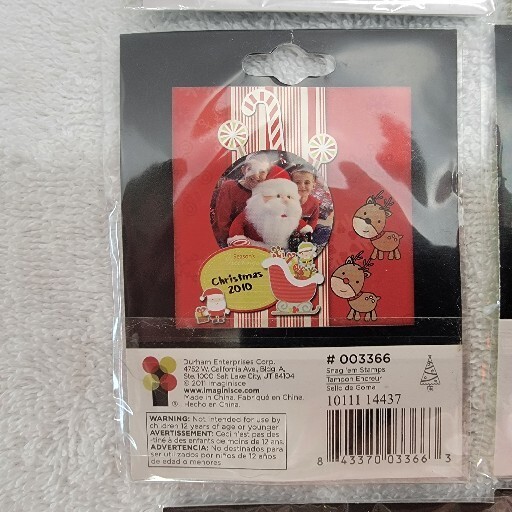 Season's
Christmas
2010
Durham Enterprises Corp.
4752 W. California Ave., Bldg. A,
Ste. 1000, Salt Lake City, UT 84104
© 2011 Imaginisce
www.imaginisce.com
Made in China. Fabriqué en China.
Hecho en China.
# 003366
Snag 'em Stamps
Tampon Encreur
Sello de Goma
10111 14437
WARNING: Not intended for use by
children 12 years of age or younger.
AVERTISSEMENT: Ceci n'est pas des-
tiné à des enfants de moins de 12 ans.
ADVERTENCIA: No destinados para
ser utilizados por niños de 12 años
de edad o menores.
8 43370 03366 3